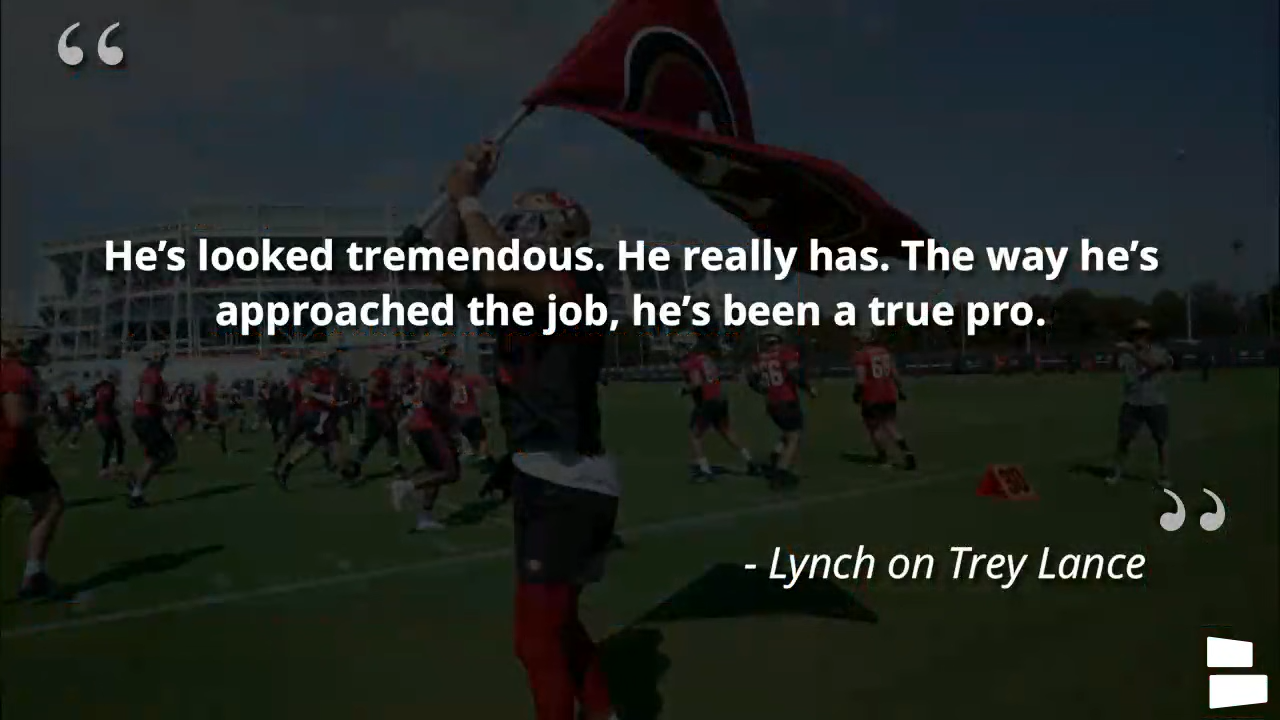 “
He’s looked tremendous. He really has. The way he’s
approached the job, he’s been a true pro.
”
- Lynch on Trey Lance
66